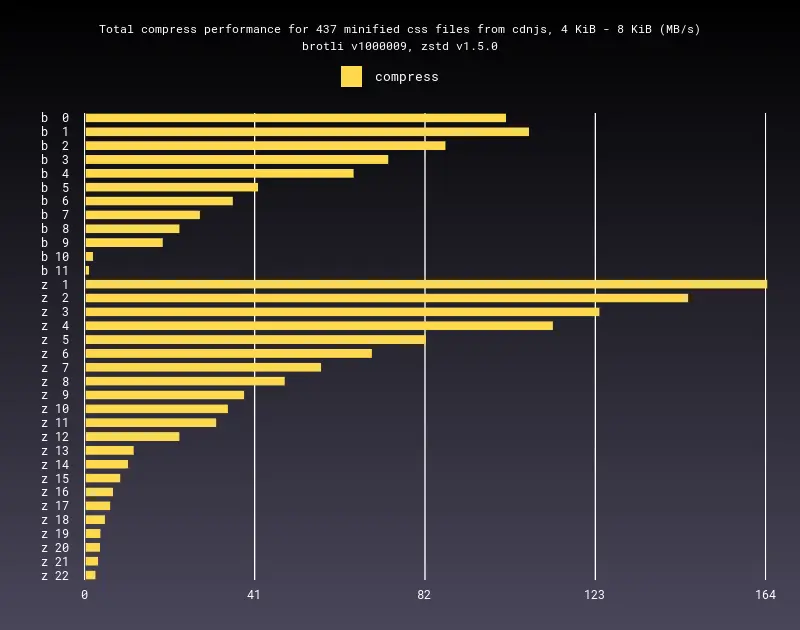 Total compress performance for 437 minified css files from cdnjs, 4 KiB - 8 KiB (MB/s)
brotli v1000009, zstd v1.5.0
compress
b  0
b  1
b  2
b  3
b  4
b  5
b  6
b  7
b  8
b  9
b 10
b 11
z  1
z  2
z  3
z  4
z  5
z  6
z  7
z  8
z  9
z 10
z 11
z 12
z 13
z 14
z 15
z 16
z 17
z 18
z 19
z 20
z 21
z 22
0 41 82 123 164